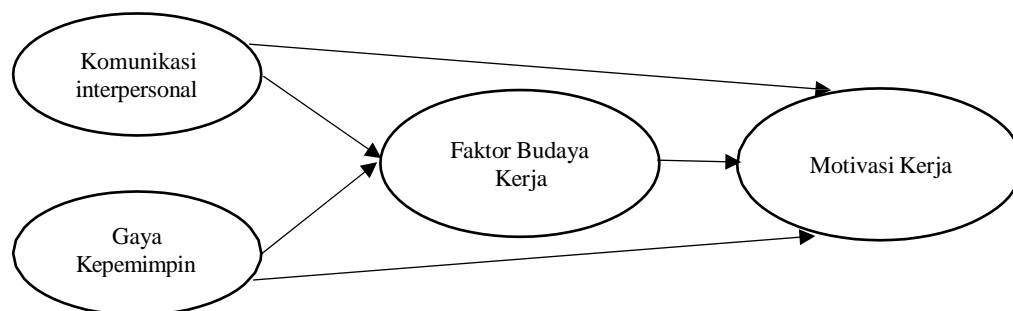 Komunikasi
interpersonal
Faktor Budaya
Kerja
Motivasi Kerja
Gaya
Kepemimpin